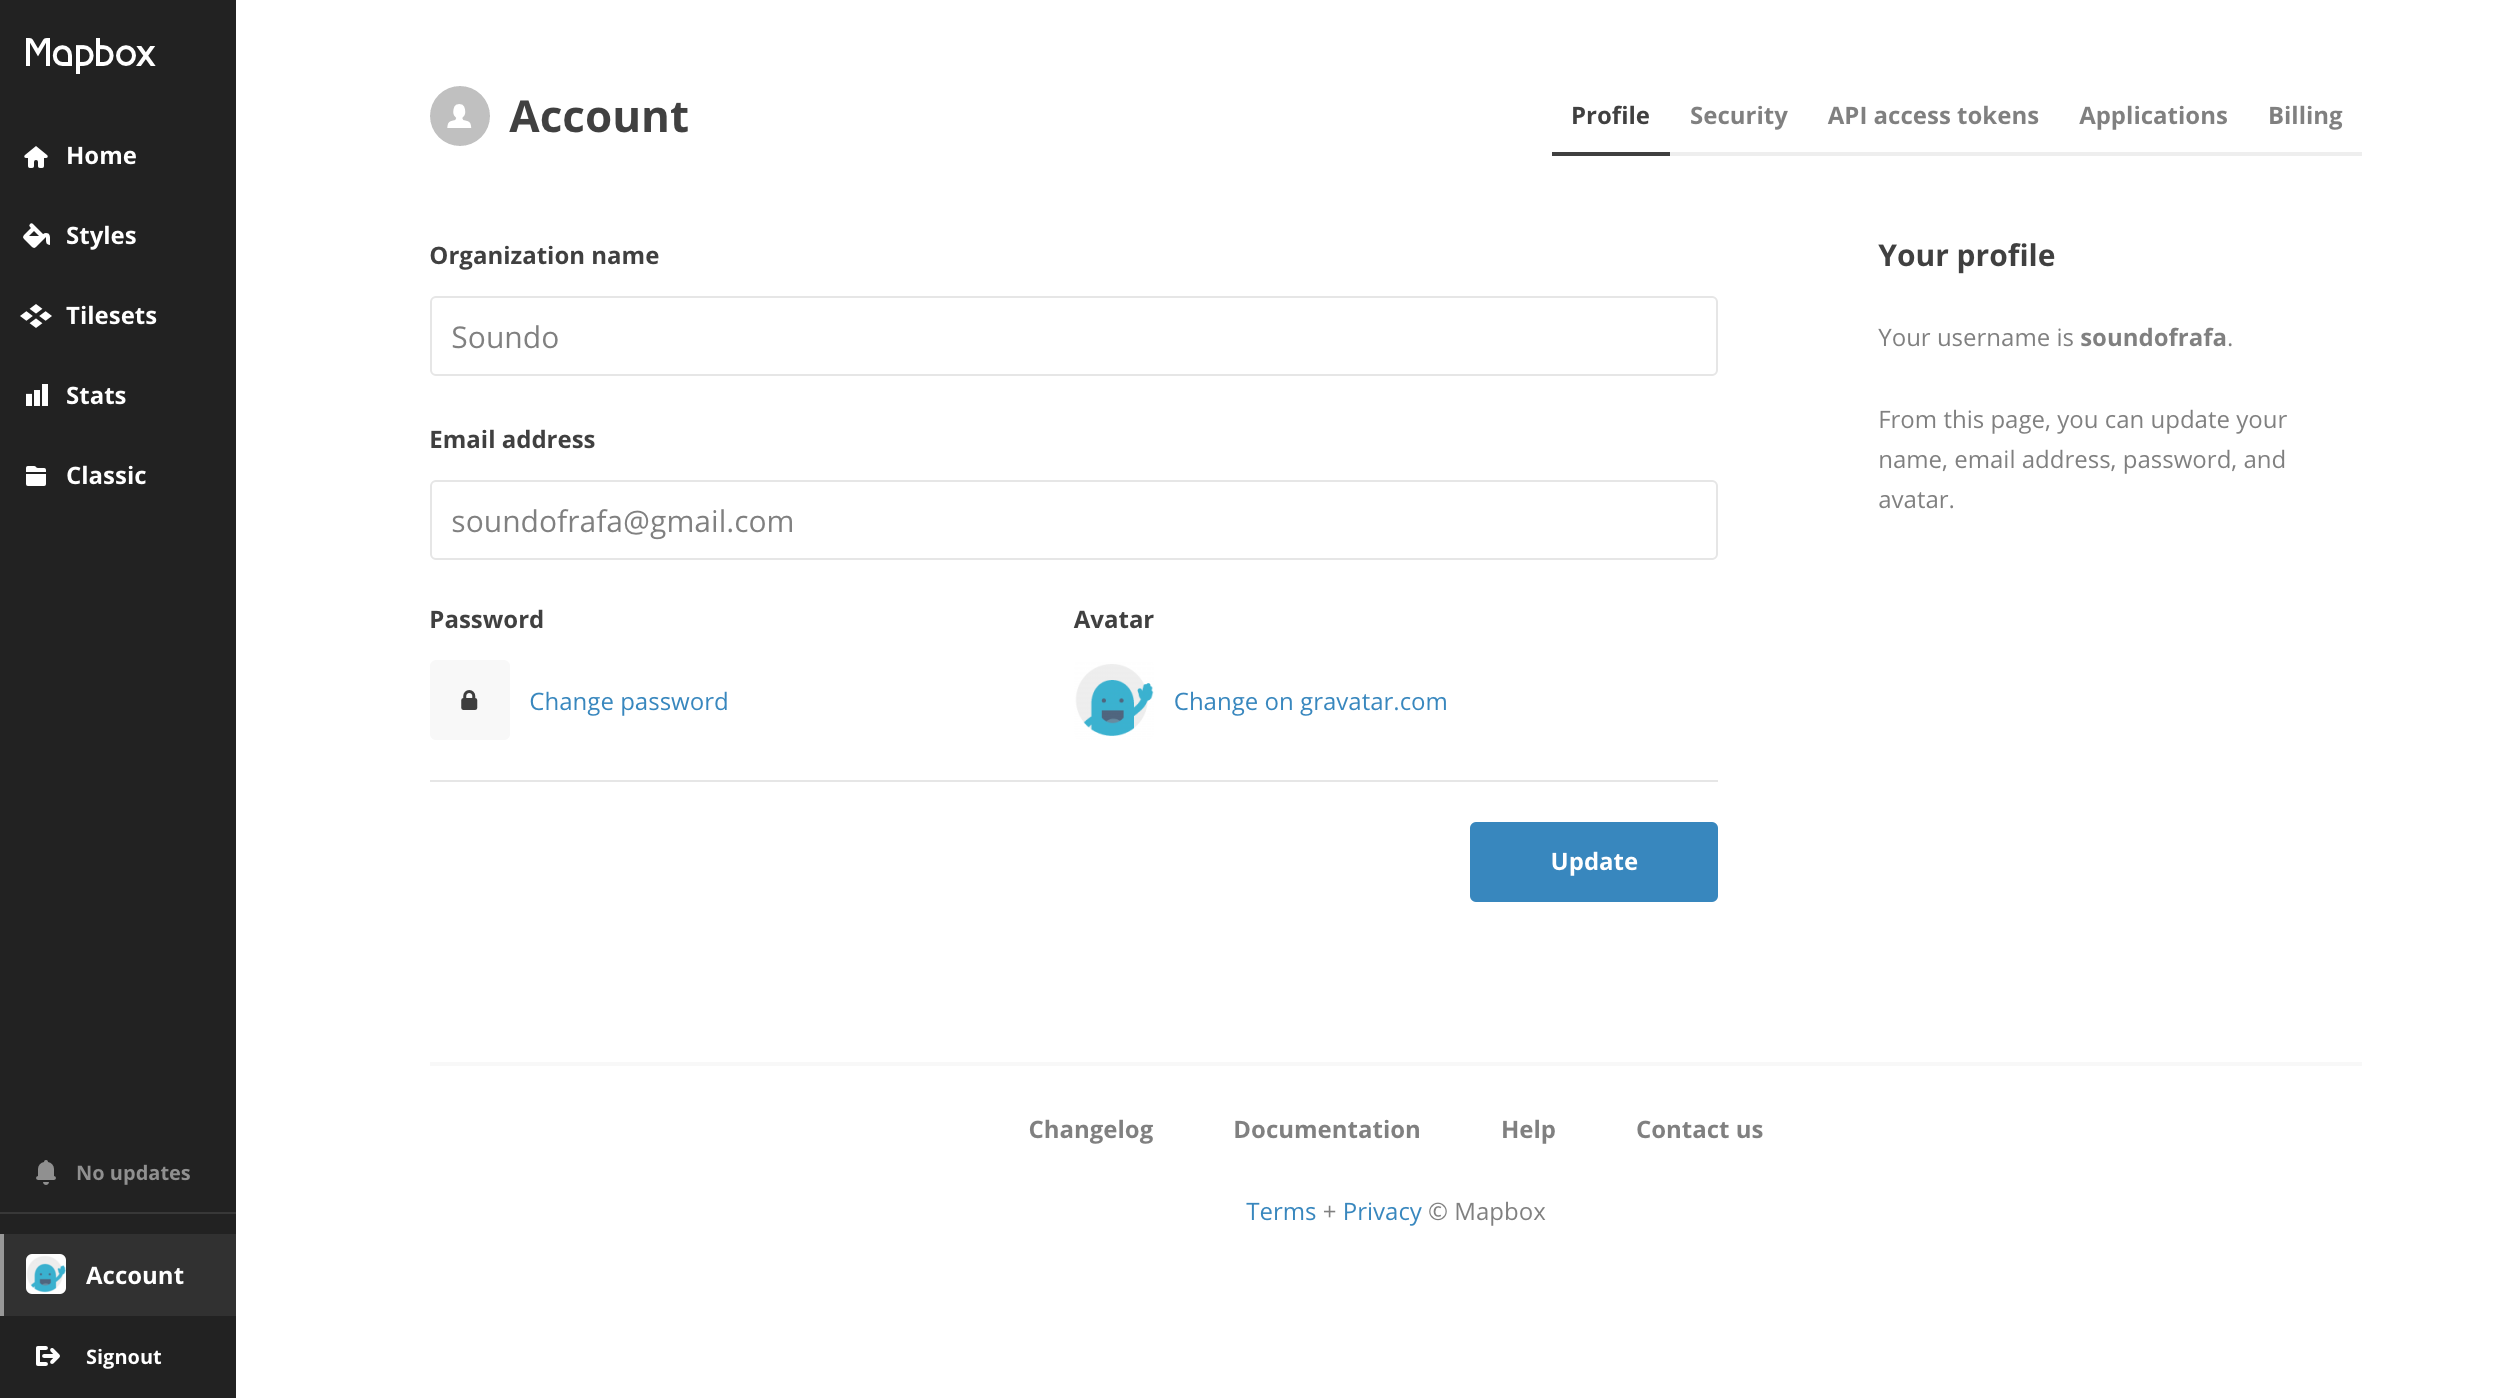 Mapbox
Home
Styles
Tilesets
Stats
Classic
No updates
Account
Signout
Account
Profile Security API access tokens Applications Billing
Organization name
Soundo
Email address
soundofrafa@gmail.com
Password
Change password
Avatar
Change on gravatar.com
Update
Your profile
Your username is soundofrafa.
From this page, you can update your
name, email address, password, and
avatar.
Changelog Documentation Help Contact us
Terms + Privacy © Mapbox